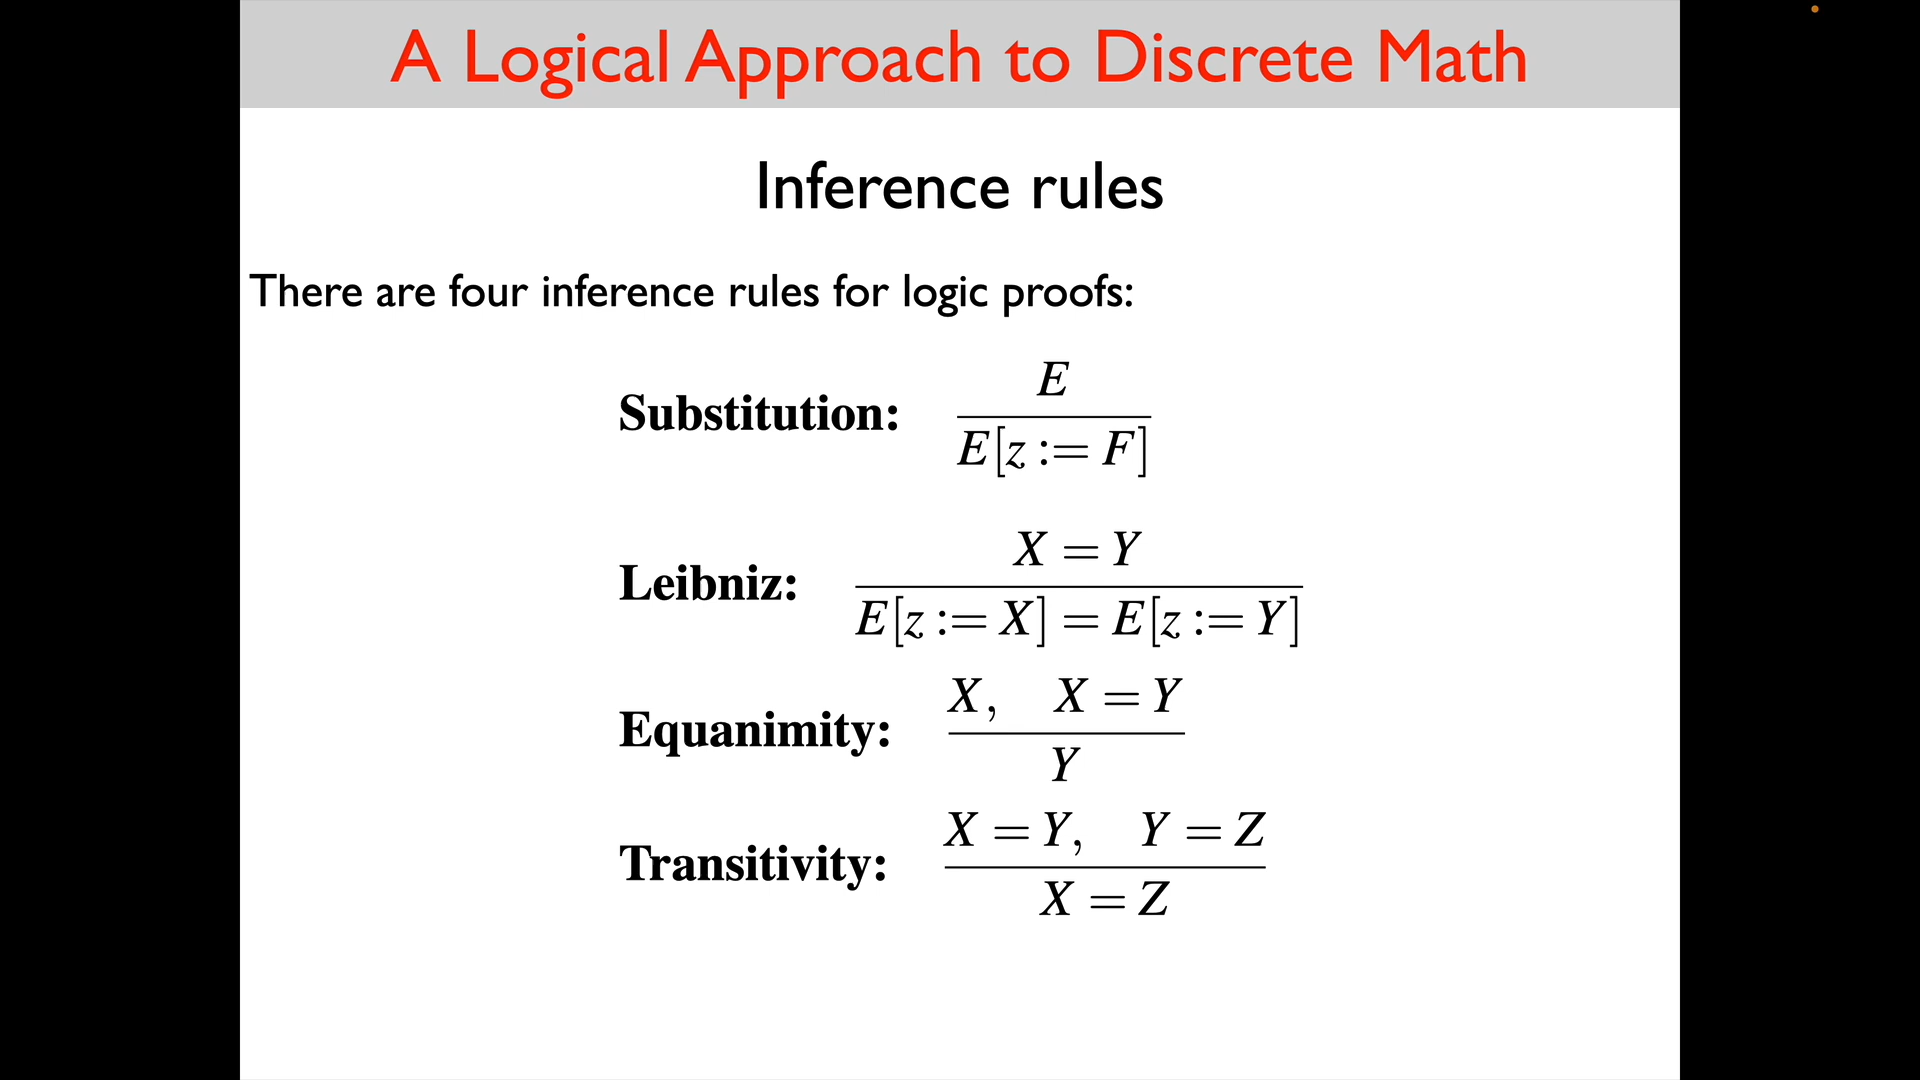 A Logical Approach to Discrete Math
Inference rules
There are four inference rules for logic proofs:
Substitution: E
E[z := F]
Leibniz: X = Y
E[z := X] = E[z := Y]
Equanimity: X, X = Y
Y
Transitivity: X = Y, Y = Z
X = Z